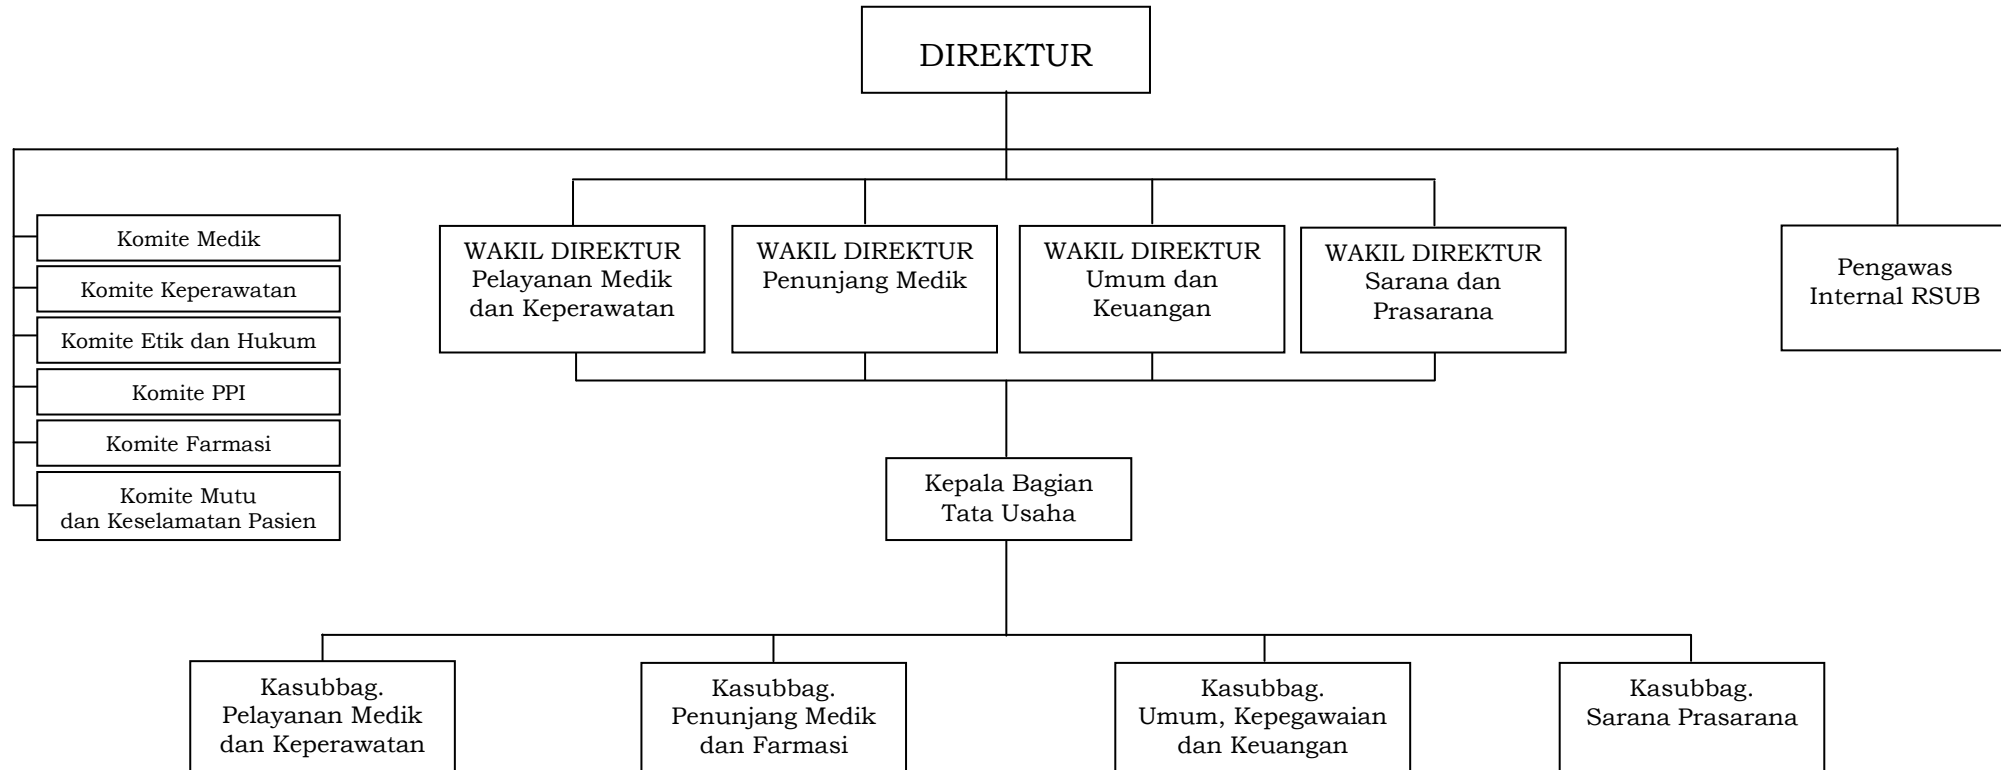 DIREKTUR
Komite Medik
Komite Keperawatan
Komite Etik dan Hukum
Komite PPI
Komite Farmasi
Komite Mutu
dan Keselamatan Pasien
WAKIL DIREKTUR
Pelayanan Medik
dan Keperawatan
WAKIL DIREKTUR
Penunjang Medik
WAKIL DIREKTUR
Umum dan
Keuangan
WAKIL DIREKTUR
Sarana dan
Prasarana
Pengawas
Internal RSUB
Kepala Bagian
Tata Usaha
Kasubbag.
Pelayanan Medik
dan Keperawatan
Kasubbag.
Penunjang Medik
dan Farmasi
Kasubbag.
Umum, Kepegawaian
dan Keuangan
Kasubbag.
Sarana Prasarana